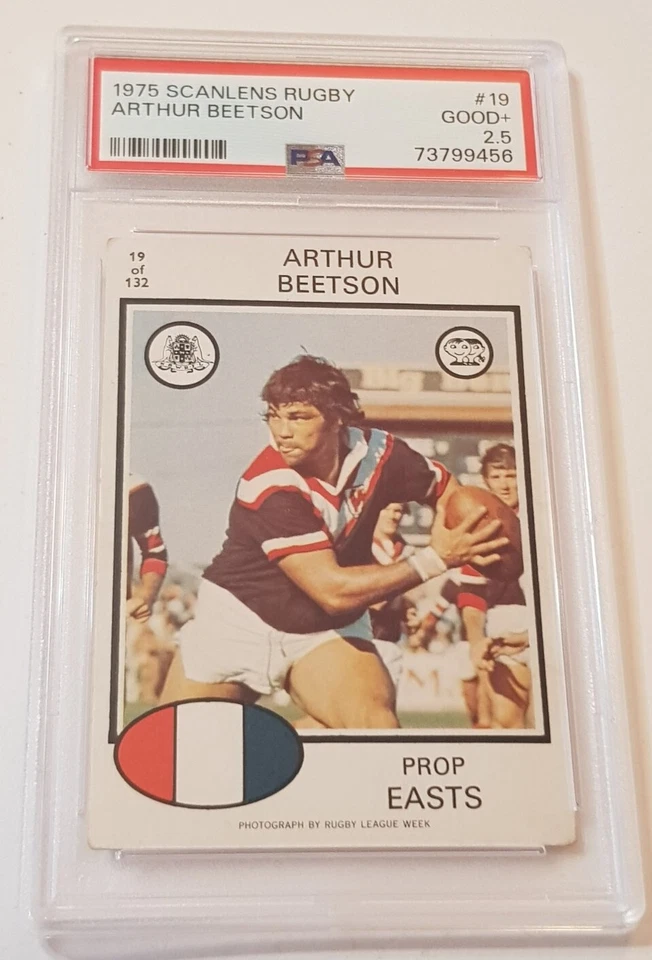 1975 SCANLENS RUGBY #19
ARTHUR BEETSON GOOD+
2.5
PSA 73799456
19
of
132
ARTHUR
BEETSON
PROP
EASTS
PHOTOGRAPH BY RUGBY LEAGUE WEEK